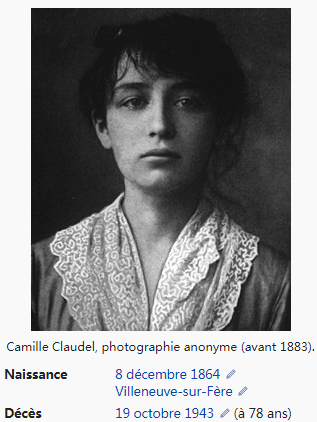 Camille Claudel, photographie anonyme (avant 1883).
Naissance 8 décembre 1864
Villeneuve-sur-Fère
Décès 19 octobre 1943 (à 78 ans)